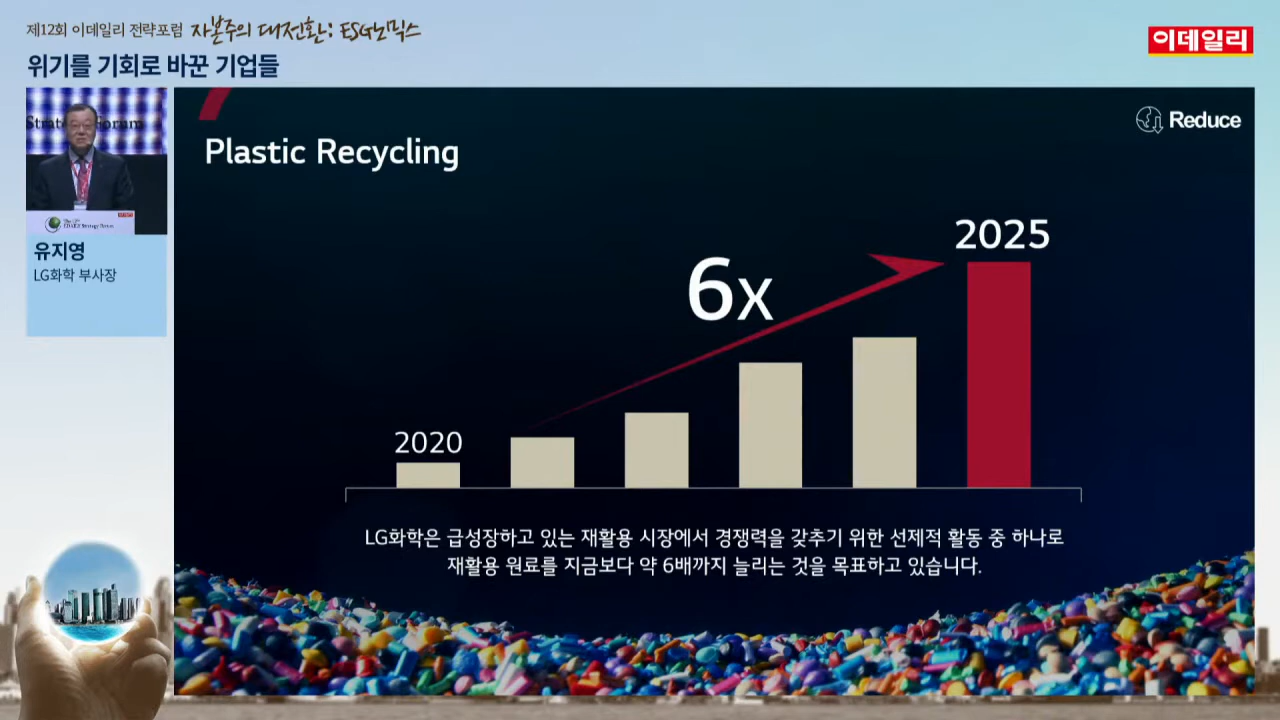 제12회 이데일리 전략포럼 자본주의 대전환: ESG노믹스
이데일리
위기를 기회로 바꾼 기업들
Strat Forum
유지영
LG화학 부사장
Reduce
Plastic Recycling
2025
6x
2020
LG화학은 급성장하고 있는 재활용 시장에서 경쟁력을 갖추기 위한 선제적 활동 중 하나로
재활용 원료를 지금보다 약 6배까지 늘리는 것을 목표하고 있습니다.